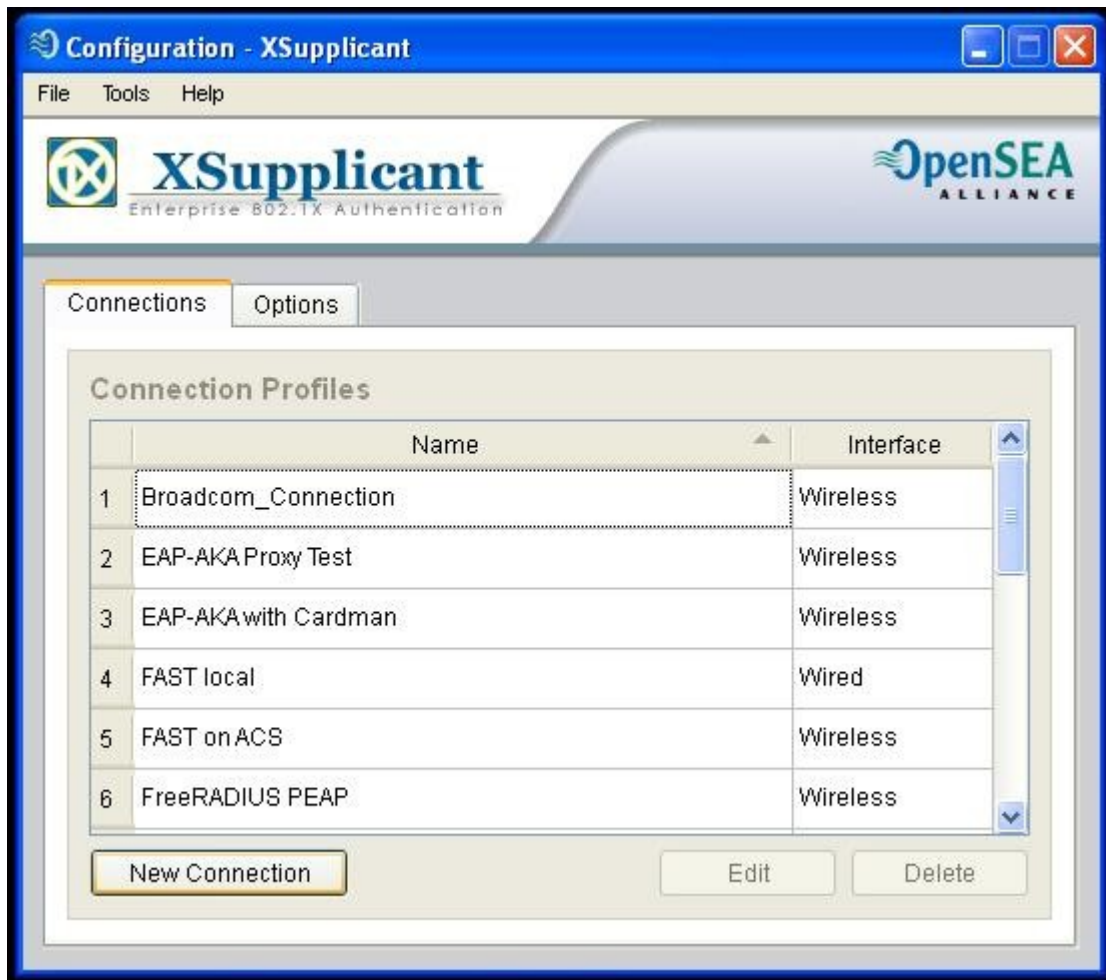 Configuration - XSupplicant
File Tools Help
1X XSupplicant
Enterprise 802.1X Authentication
OpenSEA
ALLIANCE
Connections Options
Connection Profiles
Name Interface
1 Broadcom_Connection Wireless
2 EAP-AKA Proxy Test Wireless
3 EAP-AKA with Cardman Wireless
4 FAST local Wired
5 FAST on ACS Wireless
6 FreeRADIUS PEAP Wireless
New Connection Edit Delete